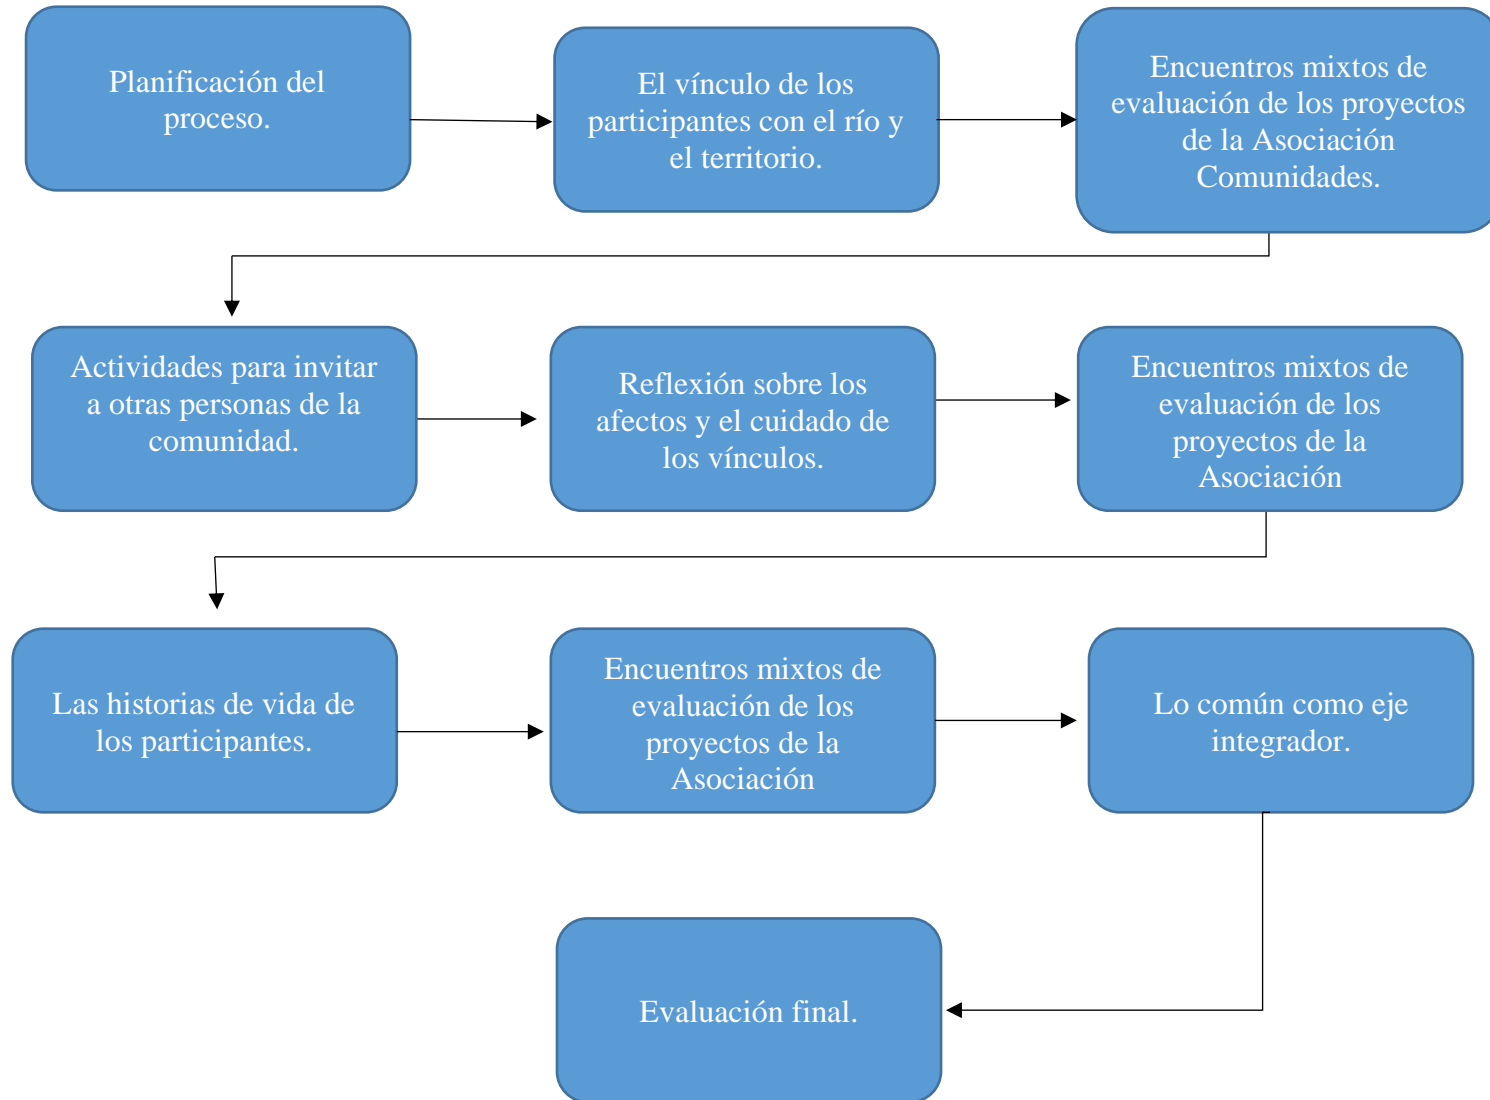 Planificación del
proceso.
El vínculo de los
participantes con el río y
el territorio.
Encuentros mixtos de
evaluación de los proyectos
de la Asociación
Comunidades.
Actividades para invitar
a otras personas de la
comunidad.
Reflexión sobre los
afectos y el cuidado de
los vínculos.
Encuentros mixtos de
evaluación de los
proyectos de la
Asociación
Las historias de vida de
los participantes.
Encuentros mixtos de
evaluación de los
proyectos de la
Asociación
Lo común como eje
integrador.
Evaluación final.